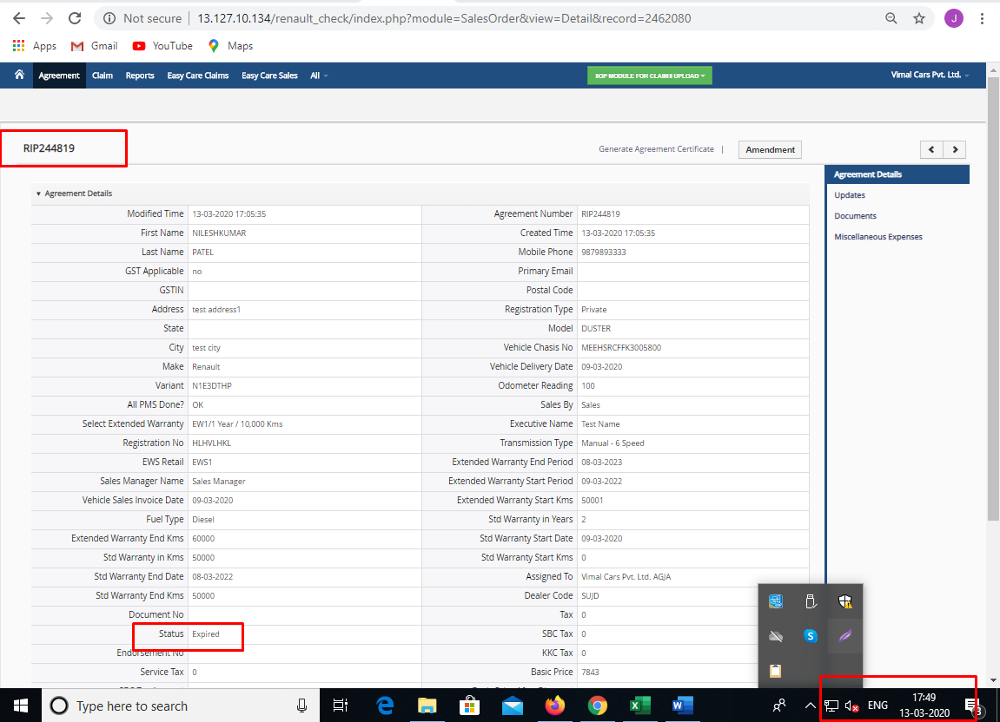 Not secure 13.127.10.134/renault_check/index.php?module=SalesOrder&view=Detail&record=2462080 J
Apps Gmail YouTube Maps
Agreement Claim Reports Easy Care Claims Easy Care Sales All SOP MODULE FOR CLAIMS UPLOAD Vimal Cars Pvt. Ltd.
RIP244819 Generate Agreement Certificate | Amendment
Agreement Details
Updates
Documents
Miscellaneous Expenses
Agreement Details
Modified Time 13-03-2020 17:05:35 Agreement Number RIP244819
First Name NILESHKUMAR Created Time 13-03-2020 17:05:35
Last Name PATEL Mobile Phone 9879893333
GST Applicable no Primary Email
GSTIN Postal Code
Address test address1 Registration Type Private
State Model DUSTER
City test city Vehicle Chasis No MEEHSRCFFK3005800
Make Renault Vehicle Delivery Date 09-03-2020
Variant N1E3DTHP Odometer Reading 100
All PMS Done? OK Sales By Sales
Select Extended Warranty EW1/1 Year / 10,000 Kms Executive Name Test Name
Registration No HLHVLHKL Transmission Type Manual - 6 Speed
EWS Retail EWS1 Extended Warranty End Period 08-03-2023
Sales Manager Name Sales Manager Extended Warranty Start Period 09-03-2022
Vehicle Sales Invoice Date 09-03-2020 Extended Warranty Start Kms 50001
Fuel Type Diesel Std Warranty in Years 2
Extended Warranty End Kms 60000 Std Warranty Start Date 09-03-2020
Std Warranty in Kms 50000 Std Warranty Start Kms 0
Std Warranty End Date 08-03-2022 Assigned To Vimal Cars Pvt. Ltd. AGJA
Std Warranty End Kms 50000 Dealer Code SUJD
Document No Tax 0
Status Expired SBC Tax 0
Endorsement No KKC Tax 0
Service Tax 0 Basic Price 7843
Type here to search ENG 17:49
13-03-2020 3